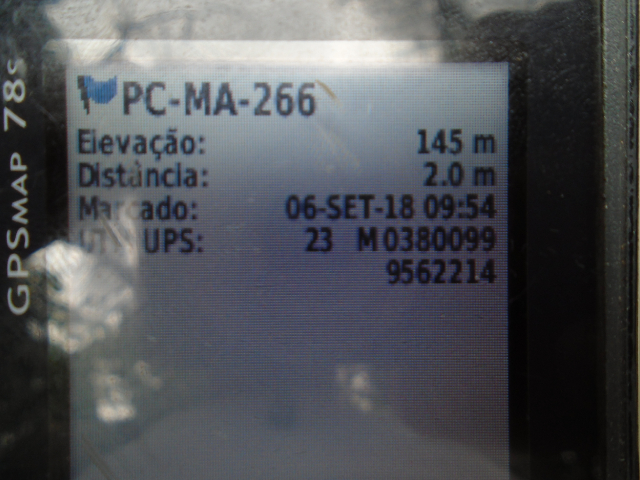 GPSMAP 78s
PC-MA-266
Elevação: 145 m
Distância: 2.0 m
Marcado: 06-SET-18 09:54
UTM UPS: 23 M 0380099
9562214